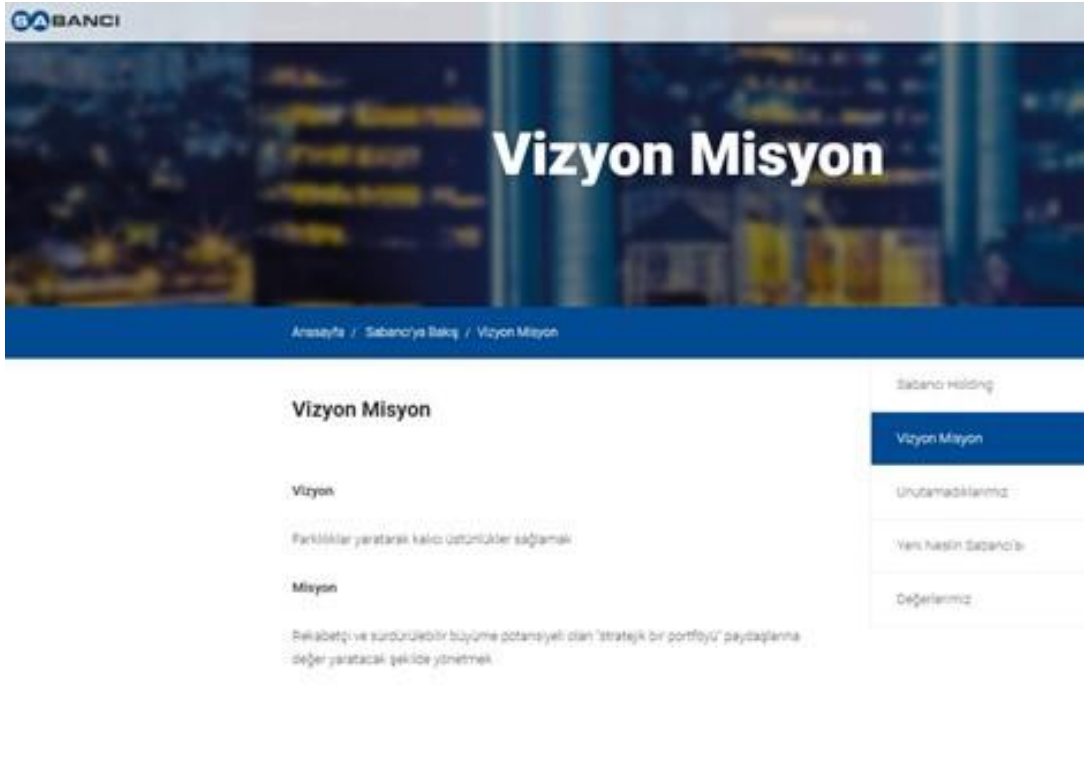 SABANCI
Vizyon Misyon
Anasayfa / Sabancı'ya Bakış / Vizyon Misyon
Sabancı Holding
Vizyon Misyon
Vizyon Misyon
Unutamadıklarımız
Vizyon
Farklılıklar yaratarak kalıcı üstünlükler sağlamak
Yeni Neslin Sabancı'sı
Misyon
Değerlerimiz
Rekabetçi ve sürdürülebilir büyüme potansiyeli olan "stratejik bir portföyü" paydaşlarına
değer yaratacak şekilde yönetmek